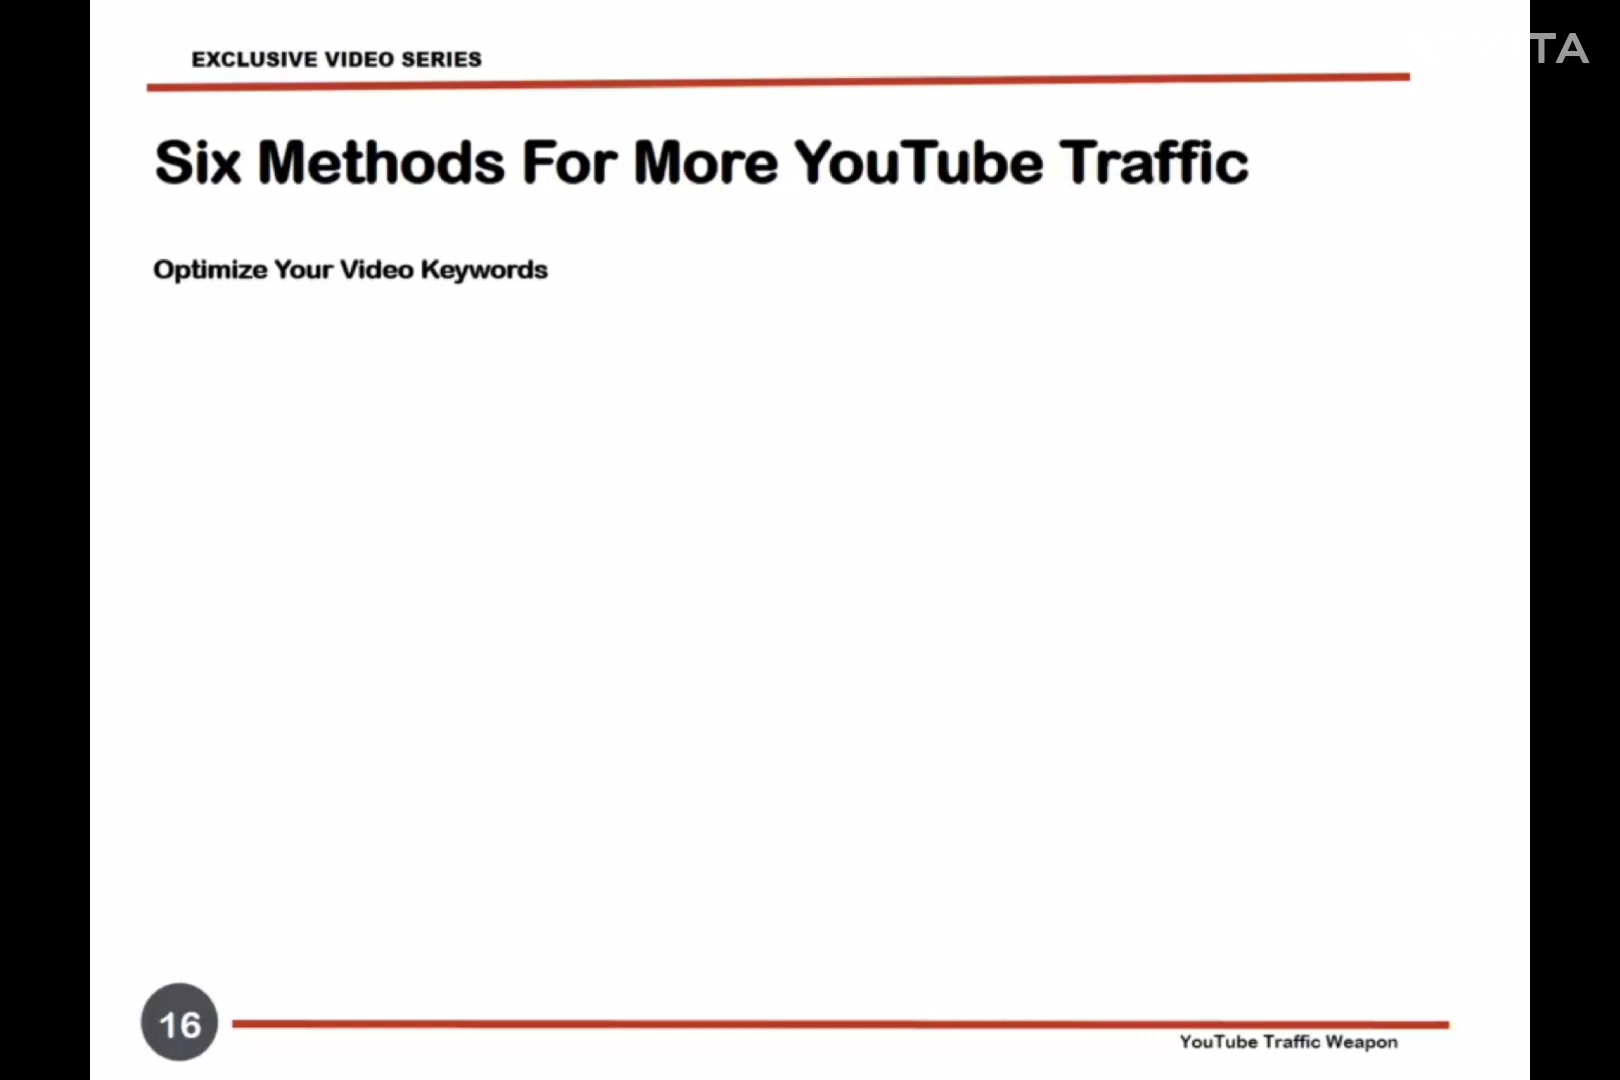 EXCLUSIVE VIDEO SERIES
Six Methods For More YouTube Traffic
Optimize Your Video Keywords
16
YouTube Traffic Weapon